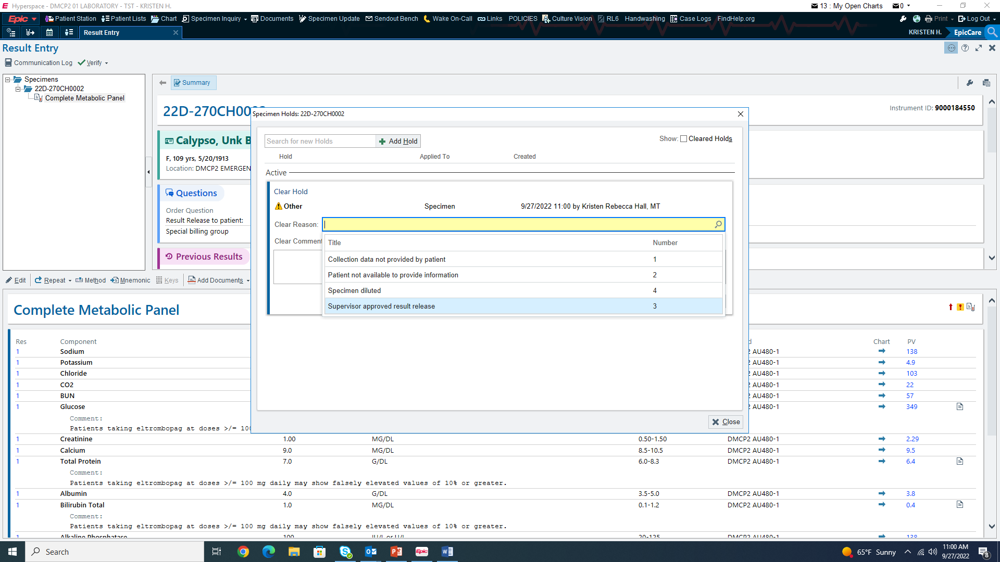 Hyperspace - DMCP2 01 LABORATORY - TST - KRISTEN H.
13 : My Open Charts
0
Epic
Patient Station
Patient Lists
Chart
Specimen Inquiry
Documents
Specimen Update
Sendout Bench
Wake On-Call
Links
POLICIES
Culture Vision
RL6
Handwashing
Case Logs
FindHelp.org
Print
Log Out
Result Entry
KRISTEN H.
EpicCare
Result Entry
Communication Log
Verify
Specimens
22D-270CH0002
Complete Metabolic Panel
Summary
22D-270CH00
Instrument ID: 9000184550
Calypso, Unk B
F, 109 yrs, 5/20/1913
Location: DMCP2 EMERGEN
Questions
Order Question
Result Release to patient:
Special billing group
Previous Results
Specimen Holds: 22D-270CH0002
Search for new Holds
Add Hold
Show: Cleared Holds
Hold Applied To Created
Active
Clear Hold
Other Specimen 9/27/2022 11:00 by Kristen Rebecca Hall, MT
Clear Reason:
Clear Comment
Title Number
Collection data not provided by patient 1
Patient not available to provide information 2
Specimen diluted 4
Supervisor approved result release 3
Close
Edit
Repeat
Method
Mnemonic
Keys
Add Documents
Complete Metabolic Panel
Res Component Chart PV
1 Sodium AU480-1 138
1 Potassium AU480-1 4.9
1 Chloride AU480-1 103
1 CO2 AU480-1 22
1 BUN AU480-1 57
1 Glucose AU480-1 349
Comment:
Patients taking eltrombopag at doses >/= 100
1 Creatinine 1.00 MG/DL 0.50-1.50 DMCP2 AU480-1 2.29
1 Calcium 9.0 MG/DL 8.5-10.5 DMCP2 AU480-1 9.5
1 Total Protein 7.0 G/DL 6.0-8.3 DMCP2 AU480-1 6.4
Comment:
Patients taking eltrombopag at doses >/= 100 mg daily may show falsely elevated values of 10% or greater.
1 Albumin 4.0 G/DL 3.5-5.0 DMCP2 AU480-1 3.8
1 Bilirubin Total 1.0 MG/DL 0.1-1.2 DMCP2 AU480-1 0.4
Comment:
Patients taking eltrombopag at doses >/= 100 mg daily may show falsely elevated values of 10% or greater.
1 Alkaline Phosphatase 100 IU/L or U/L 20-125 DMCP2 AU480-1 138
Search
65°F Sunny
11:00 AM
9/27/2022
8